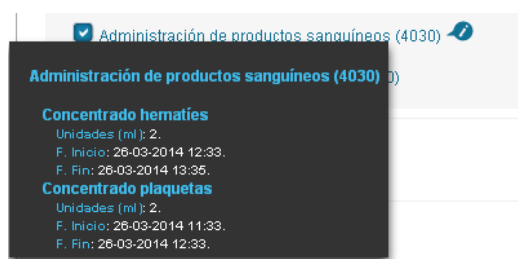 Administración de productos sanguíneos (4030)
Administración de productos sanguíneos (4030)
0)
Concentrado hematíes
Unidades (ml): 2.
F. Inicio: 26-03-2014 12:33.
F. Fin: 26-03-2014 13:35.
Concentrado plaquetas
Unidades (ml): 2.
F. Inicio: 26-03-2014 11:33.
F. Fin: 26-03-2014 12:33.